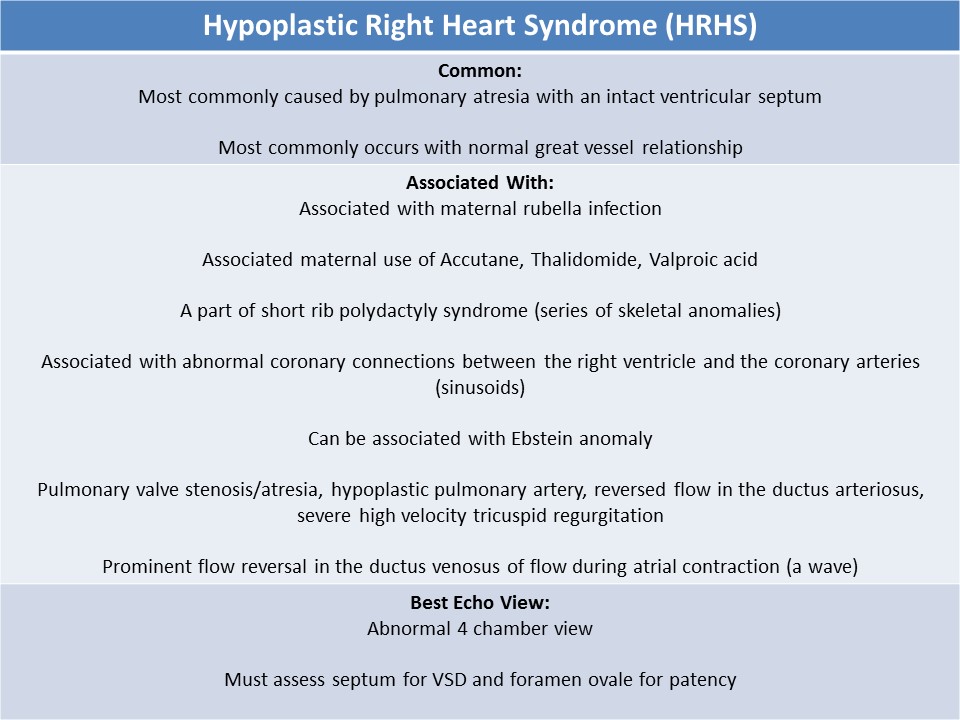 Hypoplastic Right Heart Syndrome (HRHS)
Common:
Most commonly caused by pulmonary atresia with an intact ventricular septum
Most commonly occurs with normal great vessel relationship
Associated With:
Associated with maternal rubella infection
Associated maternal use of Accutane, Thalidomide, Valproic acid
A part of short rib polydactyly syndrome (series of skeletal anomalies)
Associated with abnormal coronary connections between the right ventricle and the coronary arteries
(sinusoids)
Can be associated with Ebstein anomaly
Pulmonary valve stenosis/atresia, hypoplastic pulmonary artery, reversed flow in the ductus arteriosus,
severe high velocity tricuspid regurgitation
Prominent flow reversal in the ductus venosus of flow during atrial contraction (a wave)
Best Echo View:
Abnormal 4 chamber view
Must assess septum for VSD and foramen ovale for patency